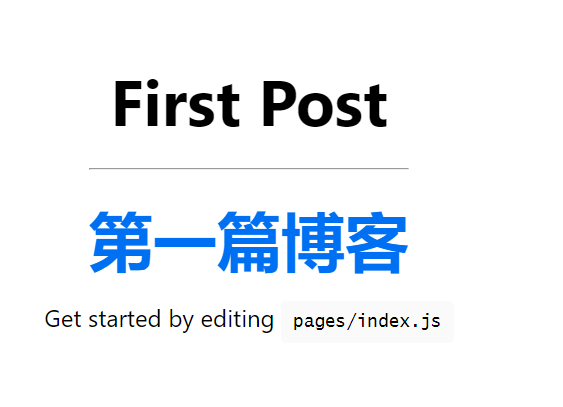 First Post
第一篇博客
Get started by editing pages/index.js